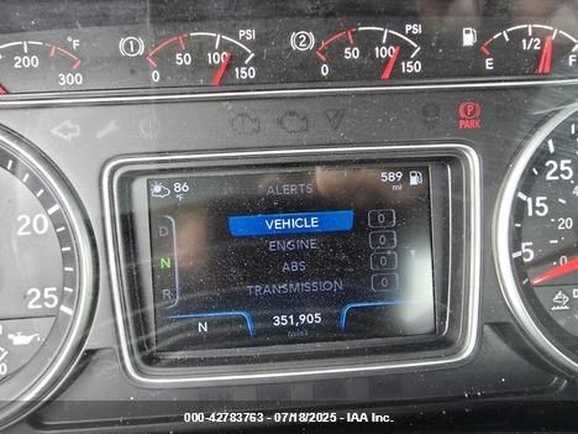 °F
200
300
(1)
PSI
0
50
100
150
(2)
PSI
0
50
100
150
E
1/2
F
P
PARK
86
°F
ALERTS
589
mi
VEHICLE 0
ENGINE 0
ABS 0
TRANSMISSION 0
D
N
R
N
351,905
miles
20
25
25
15
5
0
000-42783763 - 07/18/2025 - IAA Inc.